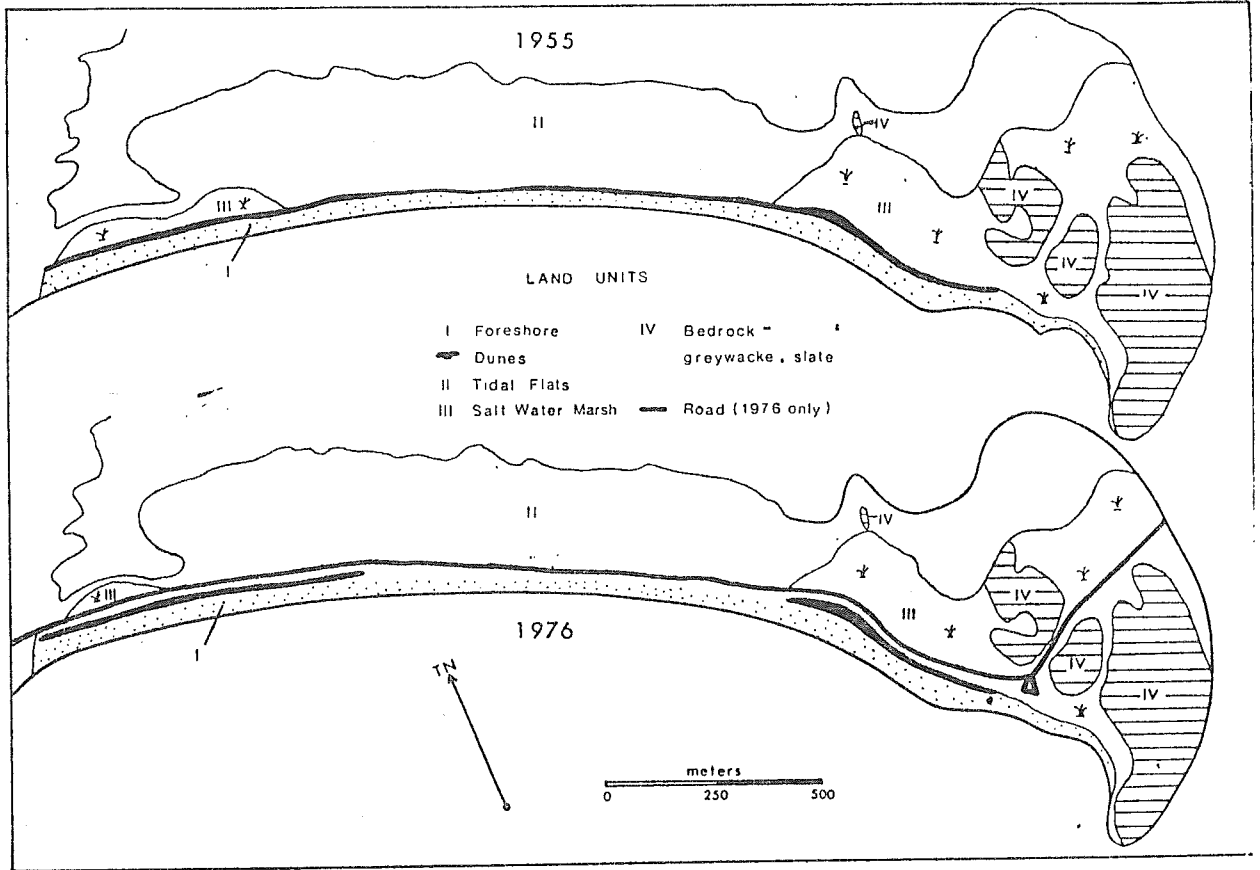 1955
II
IV
III
III
IV
IV
IV
I
LAND UNITS
I Foreshore IV Bedrock -
Dunes greywacke, slate
II Tidal Flats
III Salt Water Marsh Road (1976 only)
II
IV
III
III
IV
IV
IV
I
1976
TN
meters
0 250 500